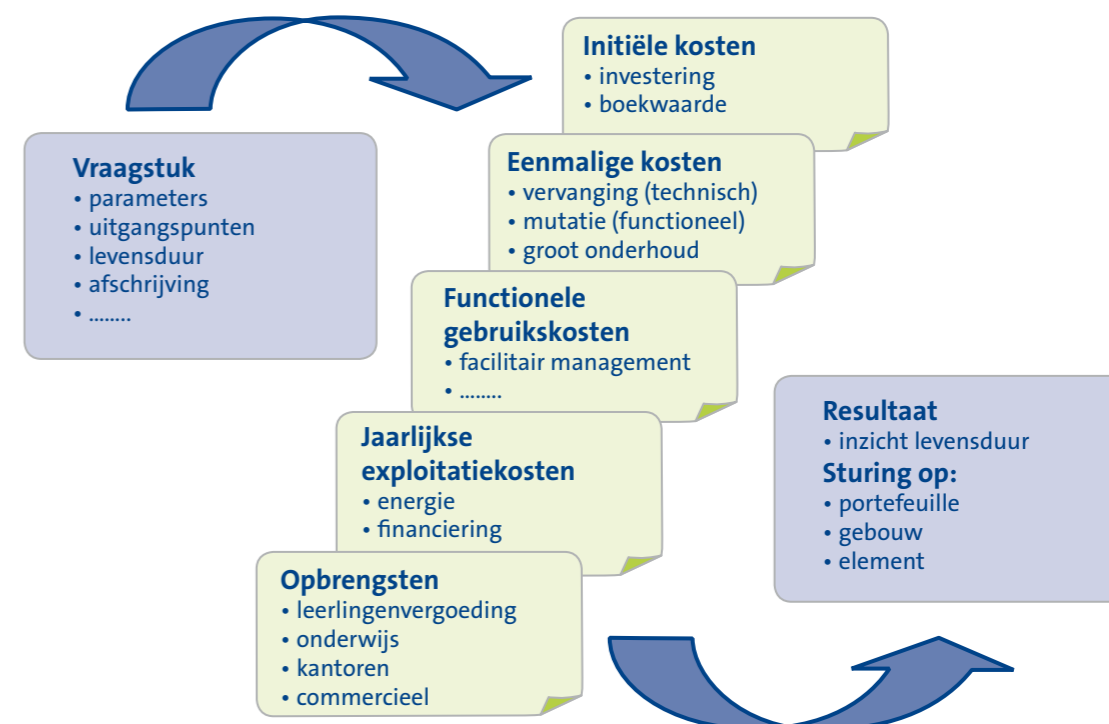 Vraagstuk
• parameters
• uitgangspunten
• levensduur
• afschrijving
• ........
Initiële kosten
• investering
• boekwaarde
Eenmalige kosten
• vervanging (technisch)
• mutatie (functioneel)
• groot onderhoud
Functionele
gebruikskosten
• facilitair management
• ........
Jaarlijkse
exploitatiekosten
• energie
• financiering
Opbrengsten
• leerlingenvergoeding
• onderwijs
• kantoren
• commercieel
Resultaat
• inzicht levensduur
Sturing op:
• portefeuille
• gebouw
• element